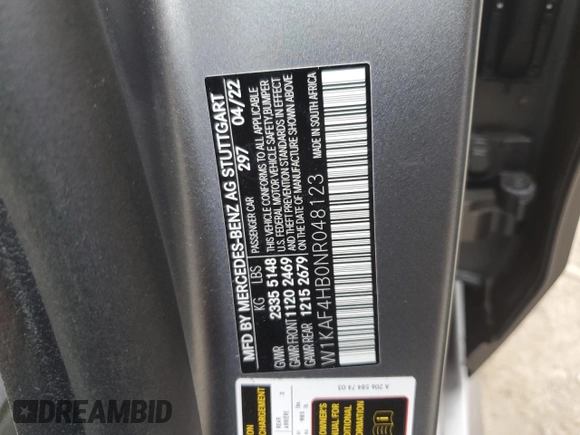 MFD BY MERCEDES-BENZ AG STUTTGART
297 04/22
PASSENGER CAR
KG LBS
GVWR 2335 5148
GAWR FRONT 1120 2469
GAWR REAR 1215 2679
THIS VEHICLE CONFORMS TO ALL APPLICABLE
U.S. FEDERAL MOTOR VEHICLE SAFETY, BUMPER
AND THEFT PREVENTION STANDARDS IN EFFECT
ON THE DATE OF MANUFACTURE SHOWN ABOVE
W1KAF4HB0NR048123
MADE IN SOUTH AFRICA
A 206 584 74 03
OWNER'S
DREAMBID